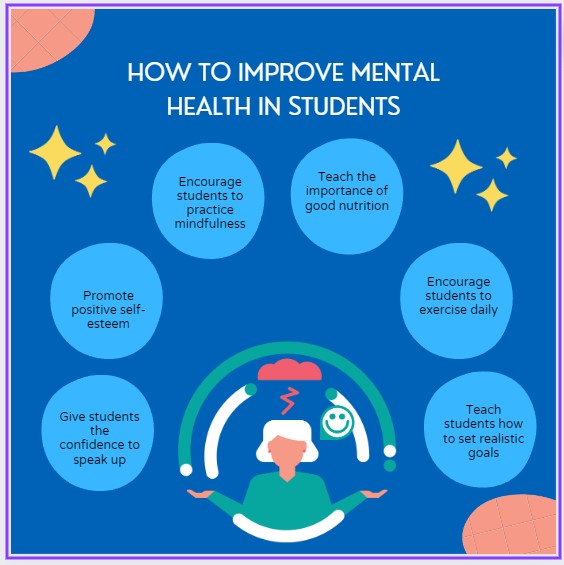 HOW TO IMPROVE MENTAL
HEALTH IN STUDENTS
Encourage
students to
practice
mindfulness
Teach the
importance of
good nutrition
Promote
positive self-
esteem
Encourage
students to
exercise daily
Give students
the
confidence to
speak up
Teach
students how
to set realistic
goals